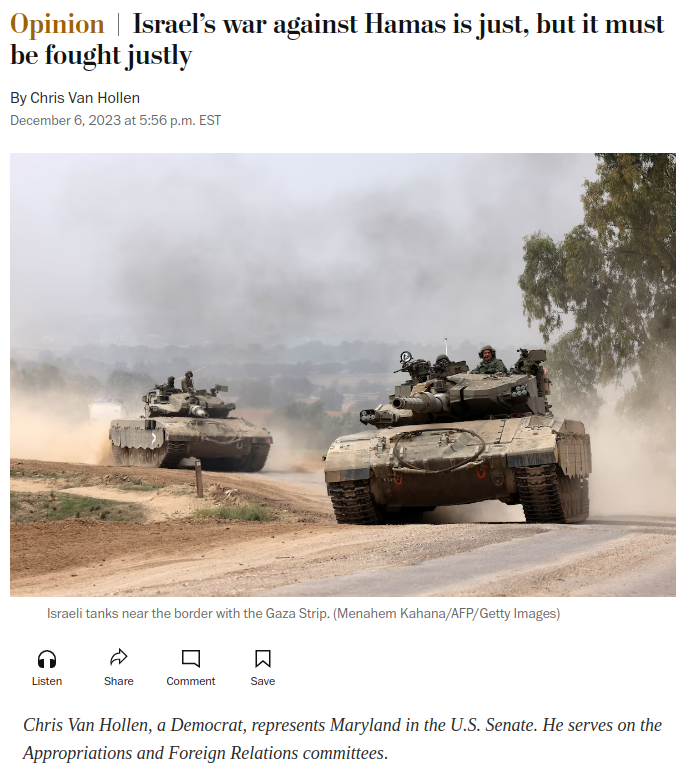 Opinion | Israel’s war against Hamas is just, but it must
be fought justly
By Chris Van Hollen
December 6, 2023 at 5:56 p.m. EST
Israeli tanks near the border with the Gaza Strip. (Menahem Kahana/AFP/Getty Images)
Listen Share Comment Save
Chris Van Hollen, a Democrat, represents Maryland in the U.S. Senate. He serves on the
Appropriations and Foreign Relations committees.